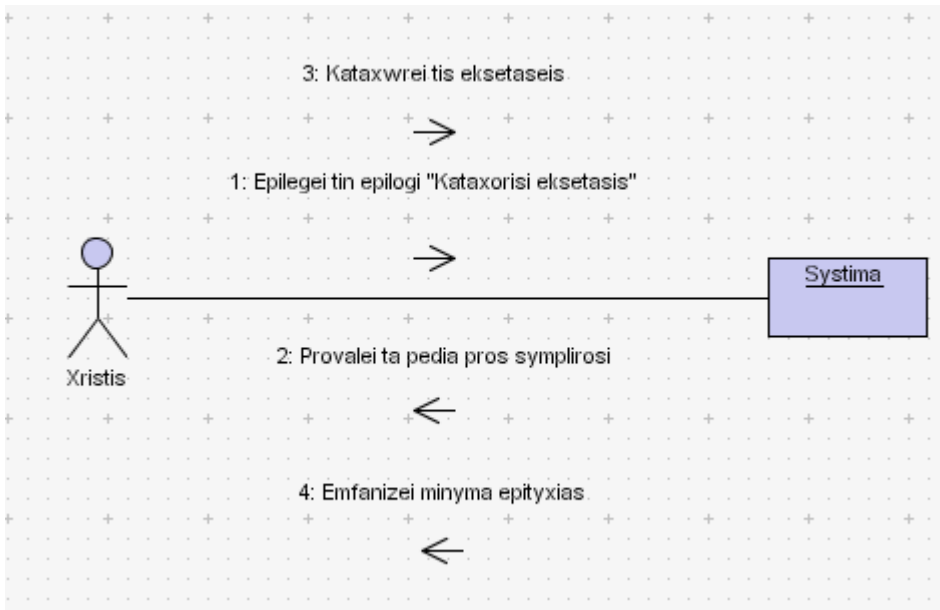 3: Kataxwrei tis eksetaseis
1: Epilegei tin epilogi "Kataxorisi eksetasis"
Systima
2: Provalei ta pedia pros symplirosi
Xristis
4: Emfanizei minyma epityxias